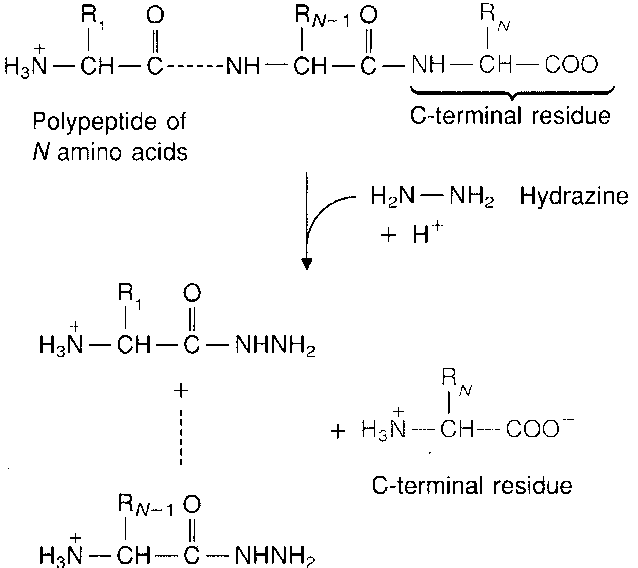 R1 O RN-1 O RN
H3N+—CH—C------NH—CH—C—NH—CH—COO
Polypeptide of
N amino acids
C-terminal residue
H2N—NH2 Hydrazine
+ H+
R1 O
H3N+—CH—C—NHNH2
+
RN
+ H3N+—CH—COO−
C-terminal residue
RN-1 O
H3N+—CH—C—NHNH2